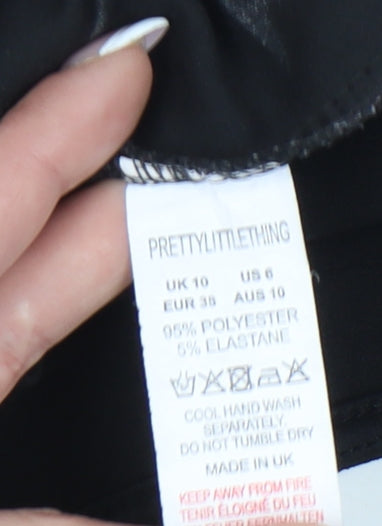 PRETTYLITTLETHING
UK 10 US 6
EUR 38 AUS 10
95% POLYESTER
5% ELASTANE
COOL HAND WASH
SEPARATELY.
DO NOT TUMBLE DRY
MADE IN UK
KEEP AWAY FROM FIRE
TENIR ÉLOIGNÉ DU FEU
FERNHALTEN